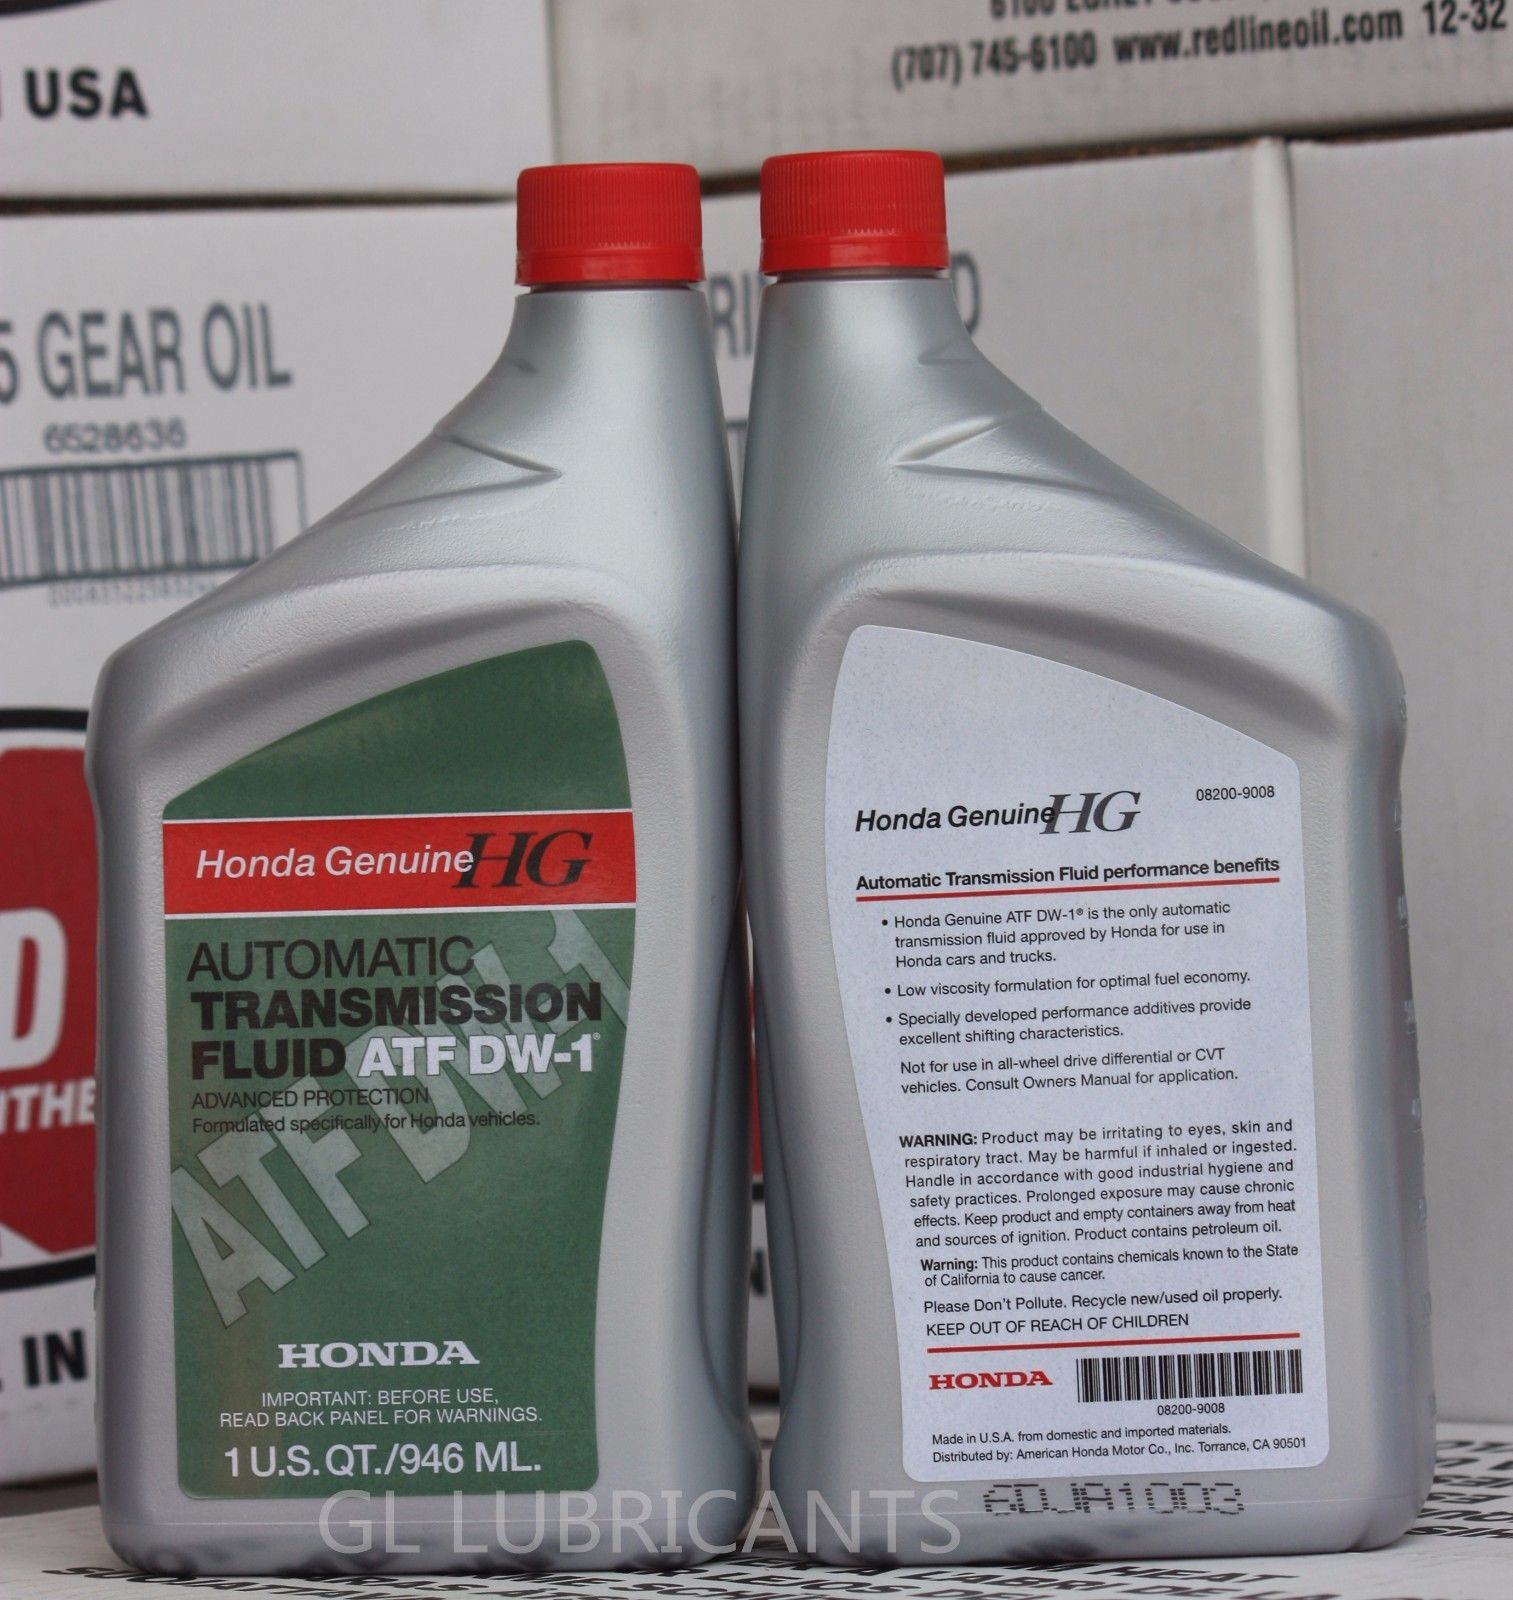 USA
(707) 745-6100 www.redlineoil.com 12-32
5 GEAR OIL
6528636
Honda Genuine HG
AUTOMATIC
TRANSMISSION
FLUID ATF DW-1®
ADVANCED PROTECTION
Formulated specifically for Honda vehicles.
ATF DW-1
HONDA
IMPORTANT: BEFORE USE,
READ BACK PANEL FOR WARNINGS.
1 U.S. QT./946 ML.
Honda Genuine HG
08200-9008
Automatic Transmission Fluid performance benefits
• Honda Genuine ATF DW-1® is the only automatic
transmission fluid approved by Honda for use in
Honda cars and trucks.
• Low viscosity formulation for optimal fuel economy.
• Specially developed performance additives provide
excellent shifting characteristics.
Not for use in all-wheel drive differential or CVT
vehicles. Consult Owners Manual for application.
WARNING: Product may be irritating to eyes, skin and
respiratory tract. May be harmful if inhaled or ingested.
Handle in accordance with good industrial hygiene and
safety practices. Prolonged exposure may cause chronic
effects. Keep product and empty containers away from heat
and sources of ignition. Product contains petroleum oil.
Warning: This product contains chemicals known to the State
of California to cause cancer.
Please Don't Pollute. Recycle new/used oil properly.
KEEP OUT OF REACH OF CHILDREN
HONDA
08200-9008
Made in U.S.A. from domestic and imported materials.
Distributed by: American Honda Motor Co., Inc. Torrance, CA 90501
6DJA1003
IN
GL LUBRICANTS